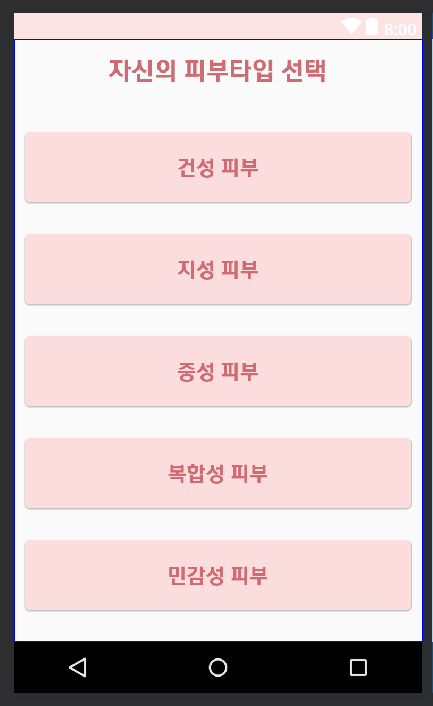 8:00
자신의 피부타입 선택
건성 피부
지성 피부
중성 피부
복합성 피부
민감성 피부